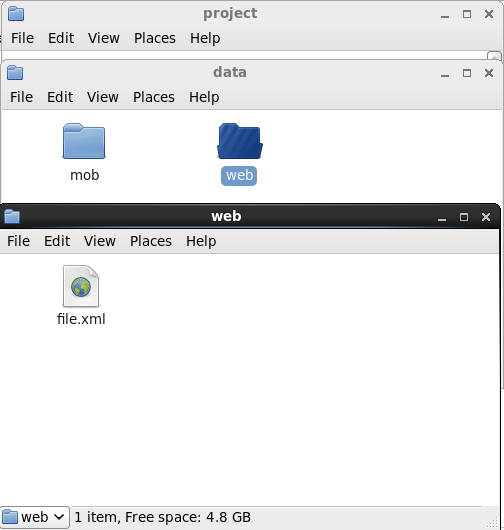 project
File Edit View Places Help
data
File Edit View Places Help
mob web
web
File Edit View Places Help
file.xml
web 1 item, Free space: 4.8 GB